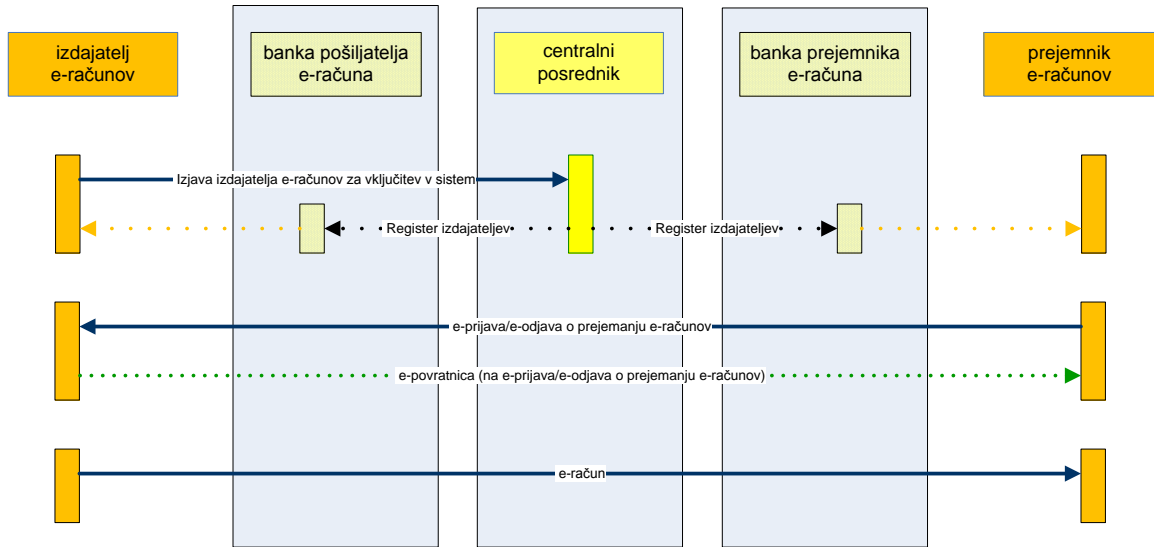 izdajatelj
e-računov
banka pošiljatelja
e-računa
centralni
posrednik
banka prejemnika
e-računa
prejemnik
e-računov
Izjava izdajatelja e-računov za vključitev v sistem
Register izdajateljev
Register izdajateljev
e-prijava/e-odjava o prejemanju e-računov
e-povratnica (na e-prijava/e-odjava o prejemanju e-računov)
e-račun